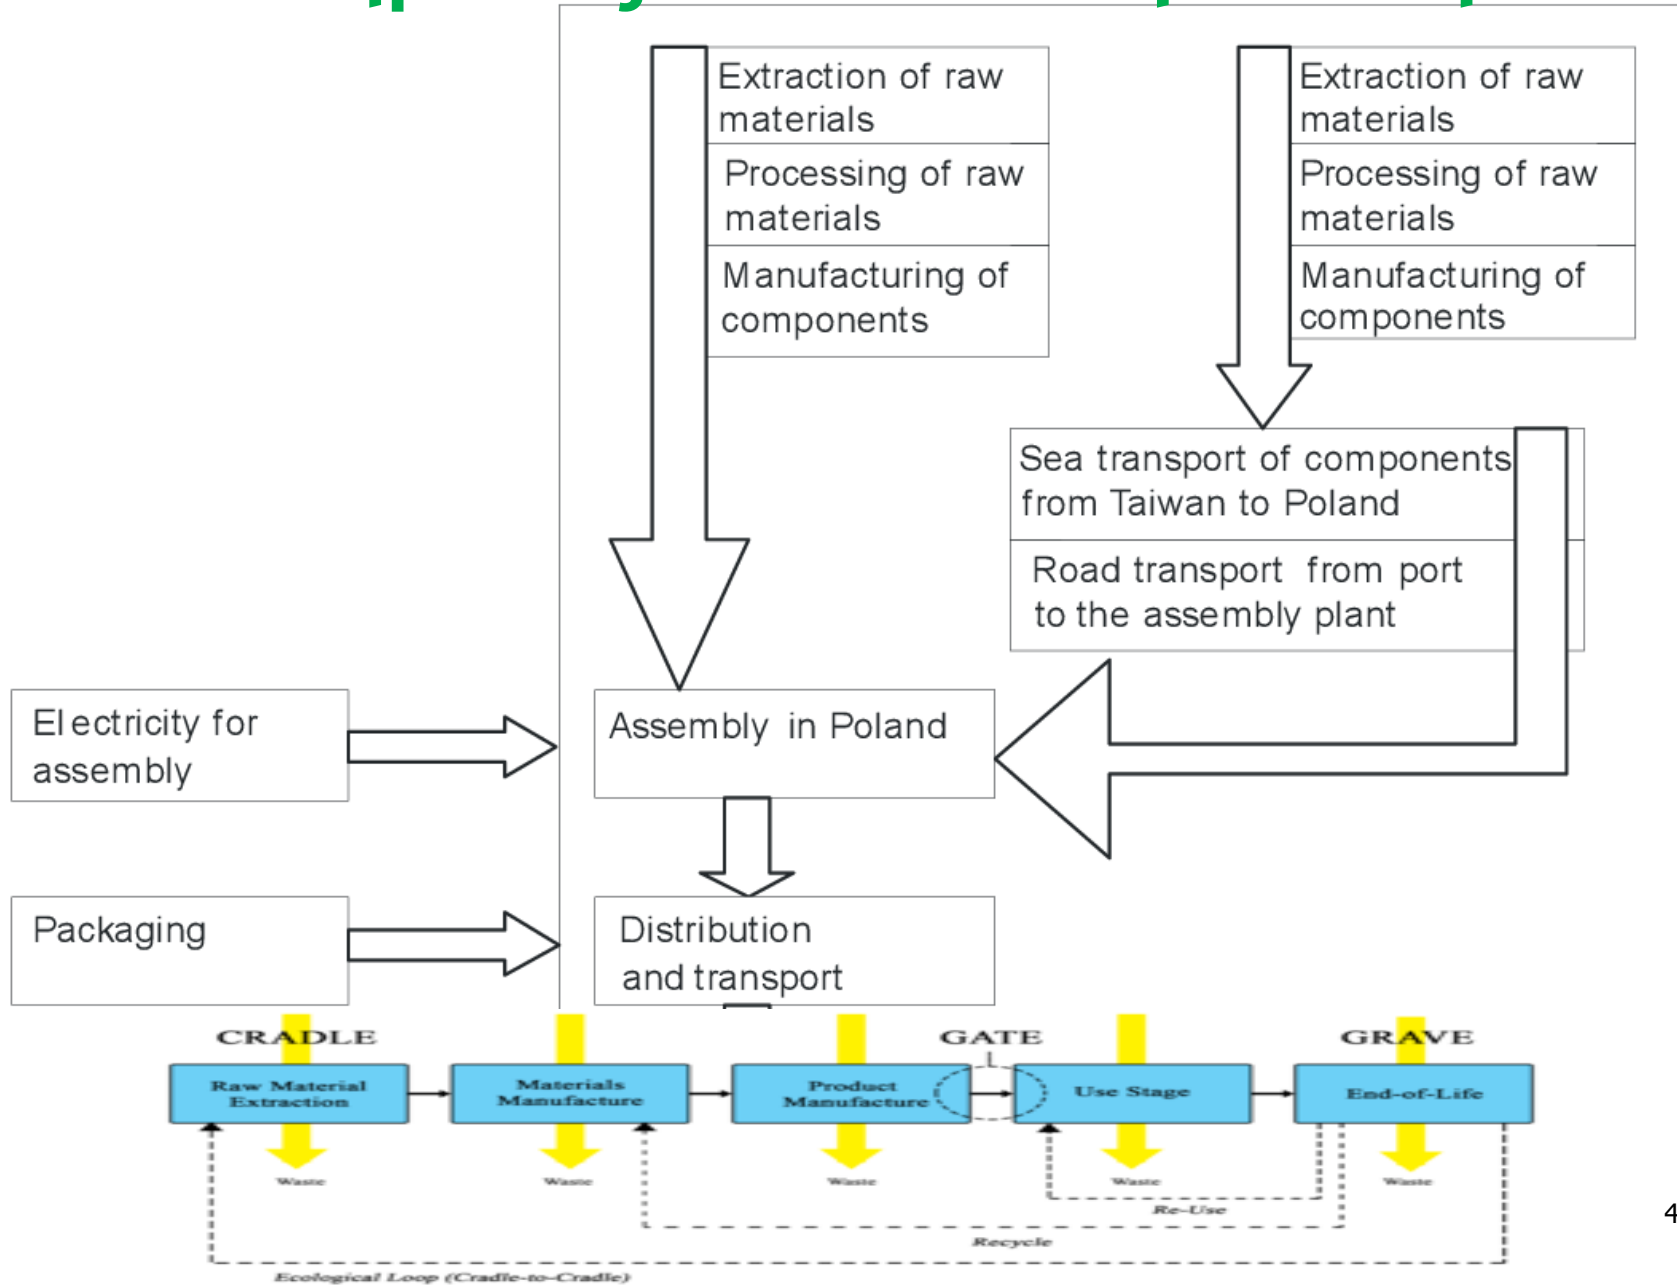 Extraction of raw
materials
Processing of raw
materials
Manufacturing of
components
Extraction of raw
materials
Processing of raw
materials
Manufacturing of
components
Sea transport of components
from Taiwan to Poland
Road transport from port
to the assembly plant
Electricity for
assembly
Assembly in Poland
Packaging
Distribution
and transport
CRADLE
GATE
GRAVE
Raw Material
Extraction
Materials
Manufacture
Product
Manufacture
Use Stage
End-of-Life
Waste
Waste
Waste
Waste
Waste
Re-Use
Recycle
Ecological Loop (Cradle-to-Cradle)
4